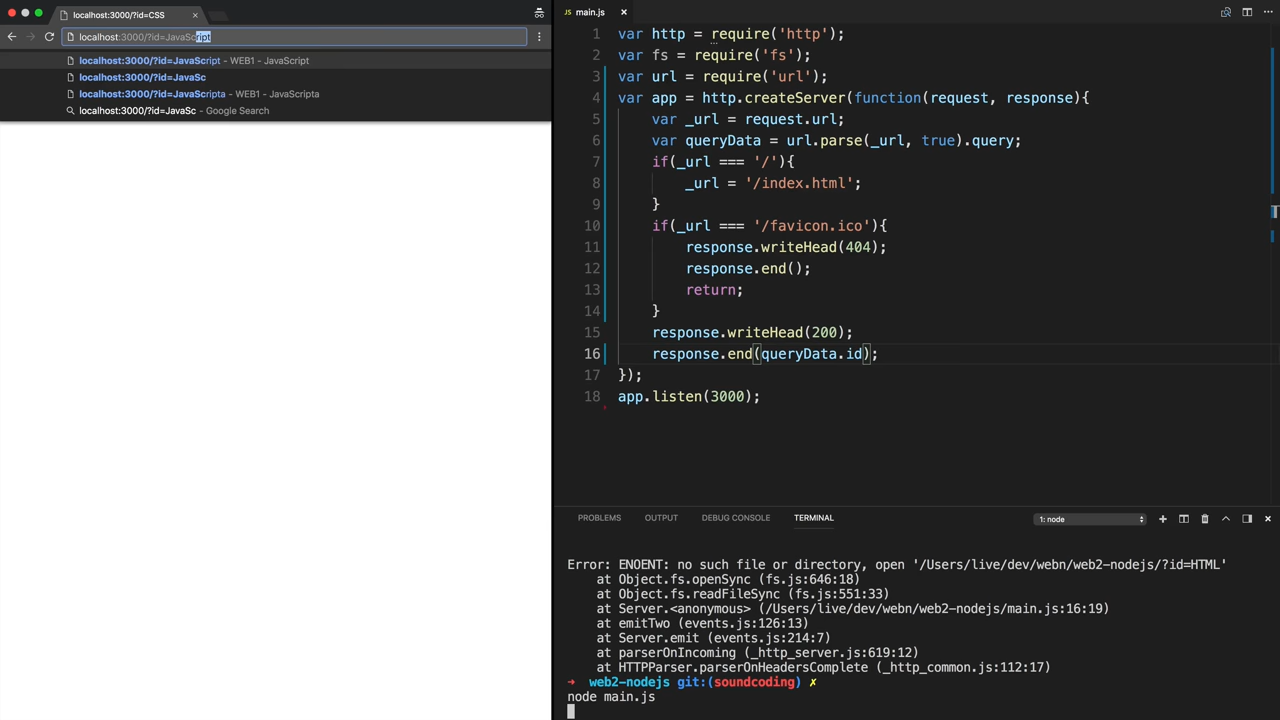 localhost:3000/?id=CSS
localhost:3000/?id=JavaScript
localhost:3000/?id=JavaScript - WEB1 - JavaScript
localhost:3000/?id=JavaSc
localhost:3000/?id=JavaScripta - WEB1 - JavaScripta
localhost:3000/?id=JavaSc - Google Search
main.js
1 var http = require('http');
2 var fs = require('fs');
3 var url = require('url');
4 var app = http.createServer(function(request, response){
5 var _url = request.url;
6 var queryData = url.parse(_url, true).query;
7 if(_url === '/'){
8 _url = '/index.html';
9 }
10 if(_url === '/favicon.ico'){
11 response.writeHead(404);
12 response.end();
13 return;
14 }
15 response.writeHead(200);
16 response.end(queryData.id);
17 });
18 app.listen(3000);
PROBLEMS OUTPUT DEBUG CONSOLE TERMINAL 1: node
Error: ENOENT: no such file or directory, open '/Users/live/dev/webn/web2-nodejs/?id=HTML'
at Object.fs.openSync (fs.js:646:18)
at Object.fs.readFileSync (fs.js:551:33)
at Server.<anonymous> (/Users/live/dev/webn/web2-nodejs/main.js:16:19)
at emitTwo (events.js:126:13)
at Server.emit (events.js:214:7)
at parserOnIncoming (_http_server.js:619:12)
at HTTPParser.parserOnHeadersComplete (_http_common.js:112:17)
➜ web2-nodejs git:(soundcoding) ✗
node main.js